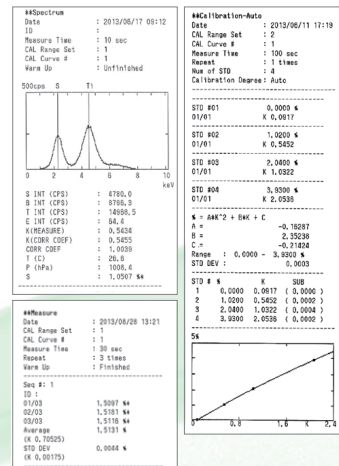 **Spectrum
Date : 2013/06/17 09:12
ID :
Measure Time : 10 sec
CAL Range Set : 1
CAL Curve # : 1
Warm Up : Unfinished
500cps S Ti
0 2 4 6 8 10
keV
S INT (CPS) : 4780.0
B INT (CPS) : 8766.3
T INT (CPS) : 14988.5
E INT (CPS) : 64.4
K(MEASURE) : 0.5434
K(CORR COEF) : 0.5455
CORR COEF : 1.0039
T (C) : 26.6
P (hPa) : 1008.4
S : 1.0507 %*
**Measure
Date : 2013/06/28 13:21
CAL Range Set : 1
CAL Curve # : 1
Measure Time : 30 sec
Repeat : 3 times
Warm Up : Finished
Seq #: 1
ID :
01/03 1.5097 %*
02/03 1.5181 %*
03/03 1.5116 %*
Average 1.5131 %
(K 0.70525)
STD DEV 0.0044 %
(K 0.00175)
**Calibration-Auto
Date : 2013/06/11 17:19
CAL Range Set : 2
CAL Curve # : 1
Measure Time : 100 sec
Repeat : 1 times
Num of STD : 4
Calibration Degree: Auto
STD #01 0.0000 %
01/01 K 0.0917
STD #02 1.0200 %
01/01 K 0.5452
STD #03 2.0400 %
01/01 K 1.0322
STD #04 3.9300 %
01/01 K 2.0536
% = A*K^2 + B*K + C
A = -0.16287
B = 2.35238
C = -0.21424
Range : 0.0000 - 3.9300 %
STD DEV : 0.0003
STD # % K SUB
1 0.0000 0.0917 ( 0.0000 )
2 1.0200 0.5452 ( 0.0002 )
3 2.0400 1.0322 ( 0.0004 )
4 3.9300 2.0536 ( 0.0002 )
5%
0 0.8 1.6 K 2.4